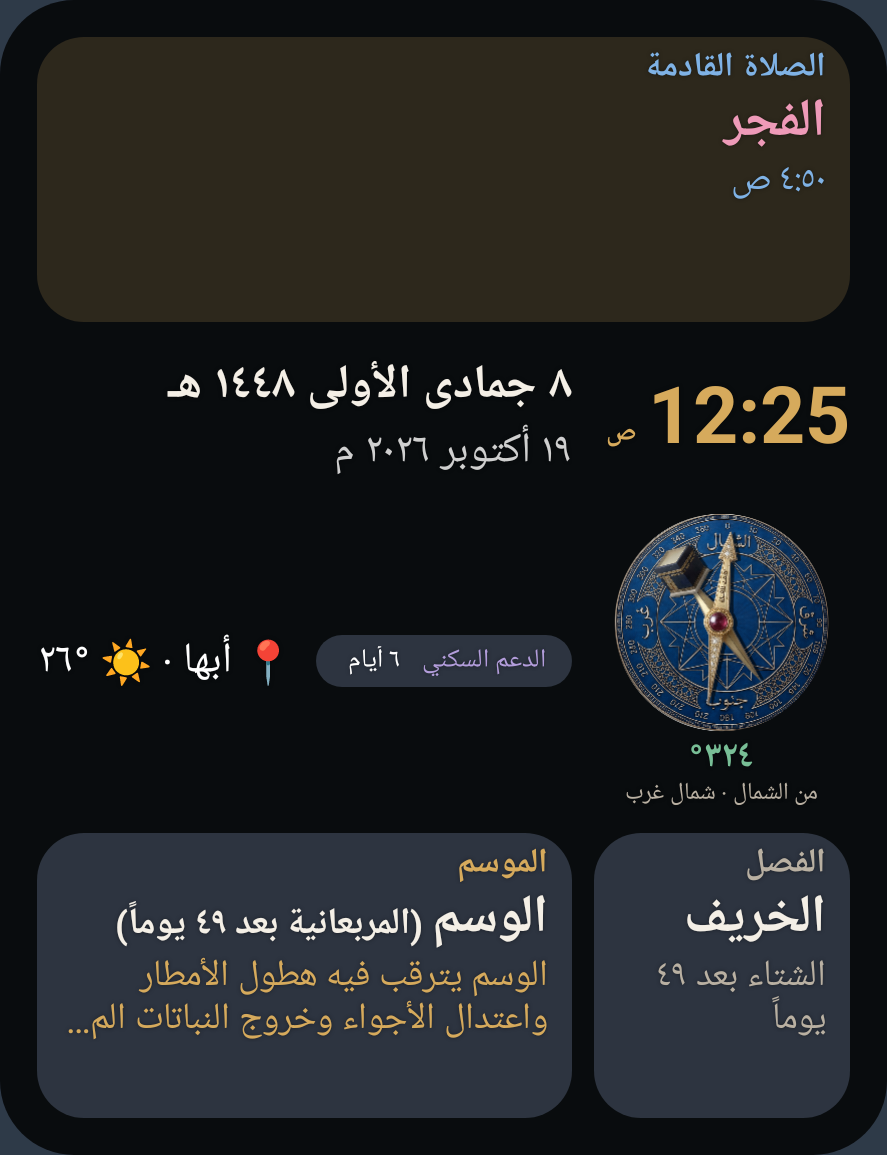 الصلاة القادمة
الفجر
٤:٥٠ ص
12:25 ص
٨ جمادى الأولى ١٤٤٨ هـ
١٩ أكتوبر ٢٠٢٦ م
الشمال
شرق
غرب
جنوب
٣٢٤°
من الشمال · شمال غرب
الدعم السكني ٦ أيام
📍 أبها · ☀️ ٢٦°
الفصل
الخريف
الشتاء بعد ٤٩
يوماً
الموسم
الوسم (المربعانية بعد ٤٩ يوماً)
الوسم يترقب فيه هطول الأمطار
واعتدال الأجواء وخروج النباتات الم...